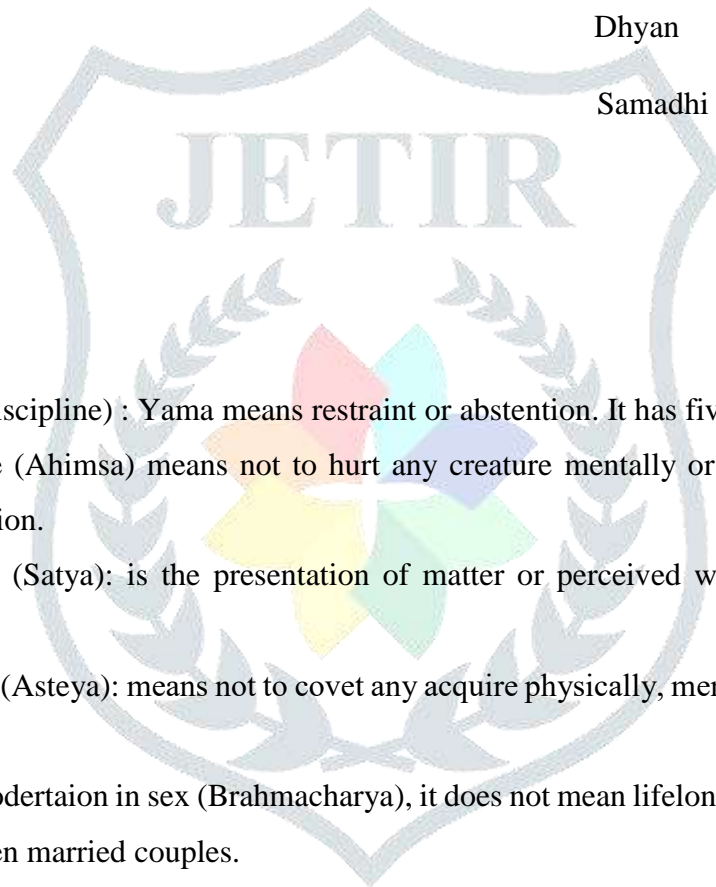 Dhyan
Samadhi
JETIR
iscipline) : Yama means restraint or abstention. It has fiv
e (Ahimsa) means not to hurt any creature mentally or
ion.
(Satya): is the presentation of matter or perceived w
(Asteya): means not to covet any acquire physically, mer
odertaion in sex (Brahmacharya), it does not mean lifelon
en married couples.